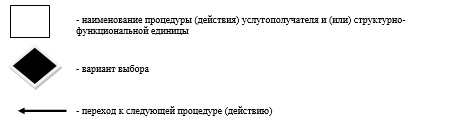 - наименование процедуры (действия) услугополучателя и (или) структурно-
функциональной единицы
- вариант выбора
- переход к следующей процедуре (действию)